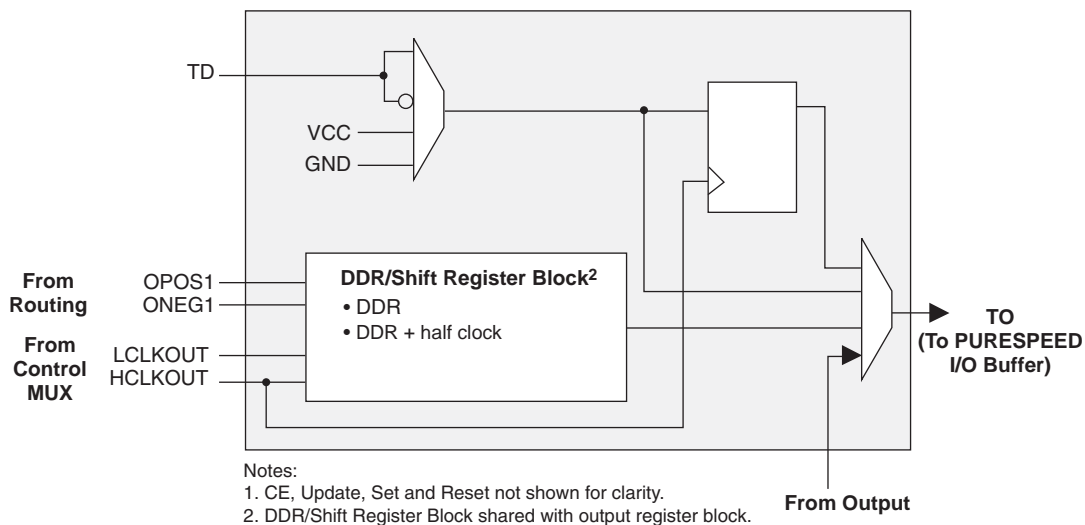 TD
VCC
GND
From
Routing
OPOS1
ONEG1
From
Control
MUX
LCLKOUT
HCLKOUT
DDR/Shift Register Block2
• DDR
• DDR + half clock
TO
(To PURESPEED
I/O Buffer)
From Output
Notes:
1. CE, Update, Set and Reset not shown for clarity.
2. DDR/Shift Register Block shared with output register block.